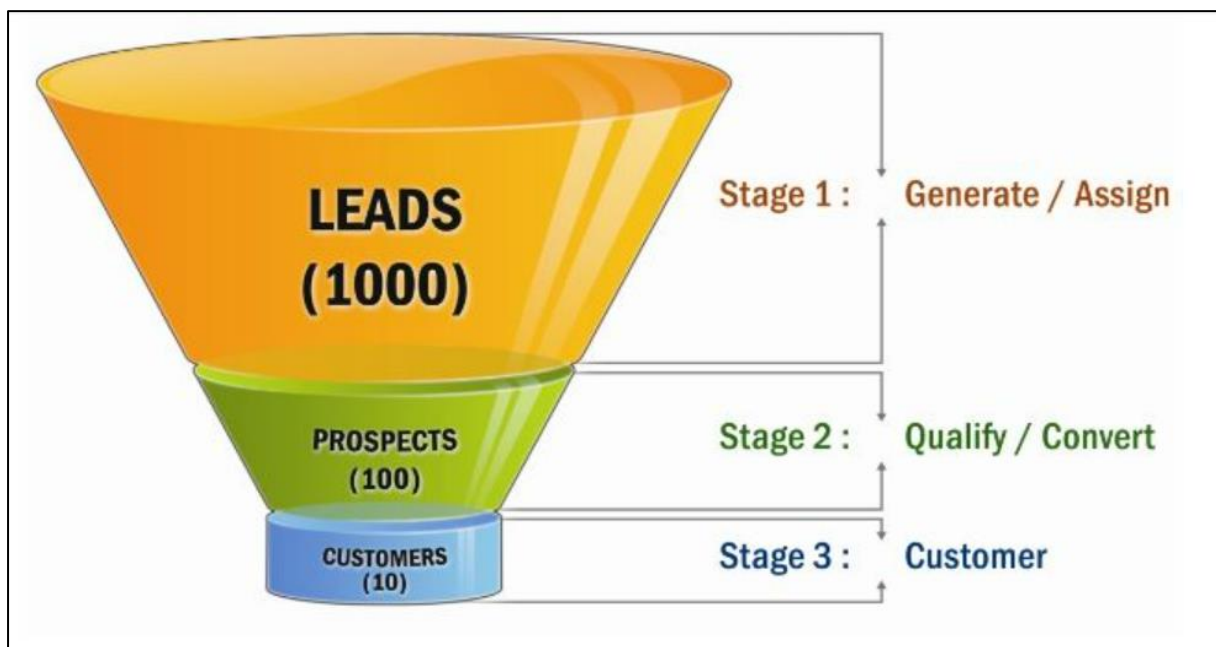 LEADS
(1000)
Stage 1 : Generate / Assign
PROSPECTS
(100)
Stage 2 : Qualify / Convert
CUSTOMERS
(10)
Stage 3 : Customer